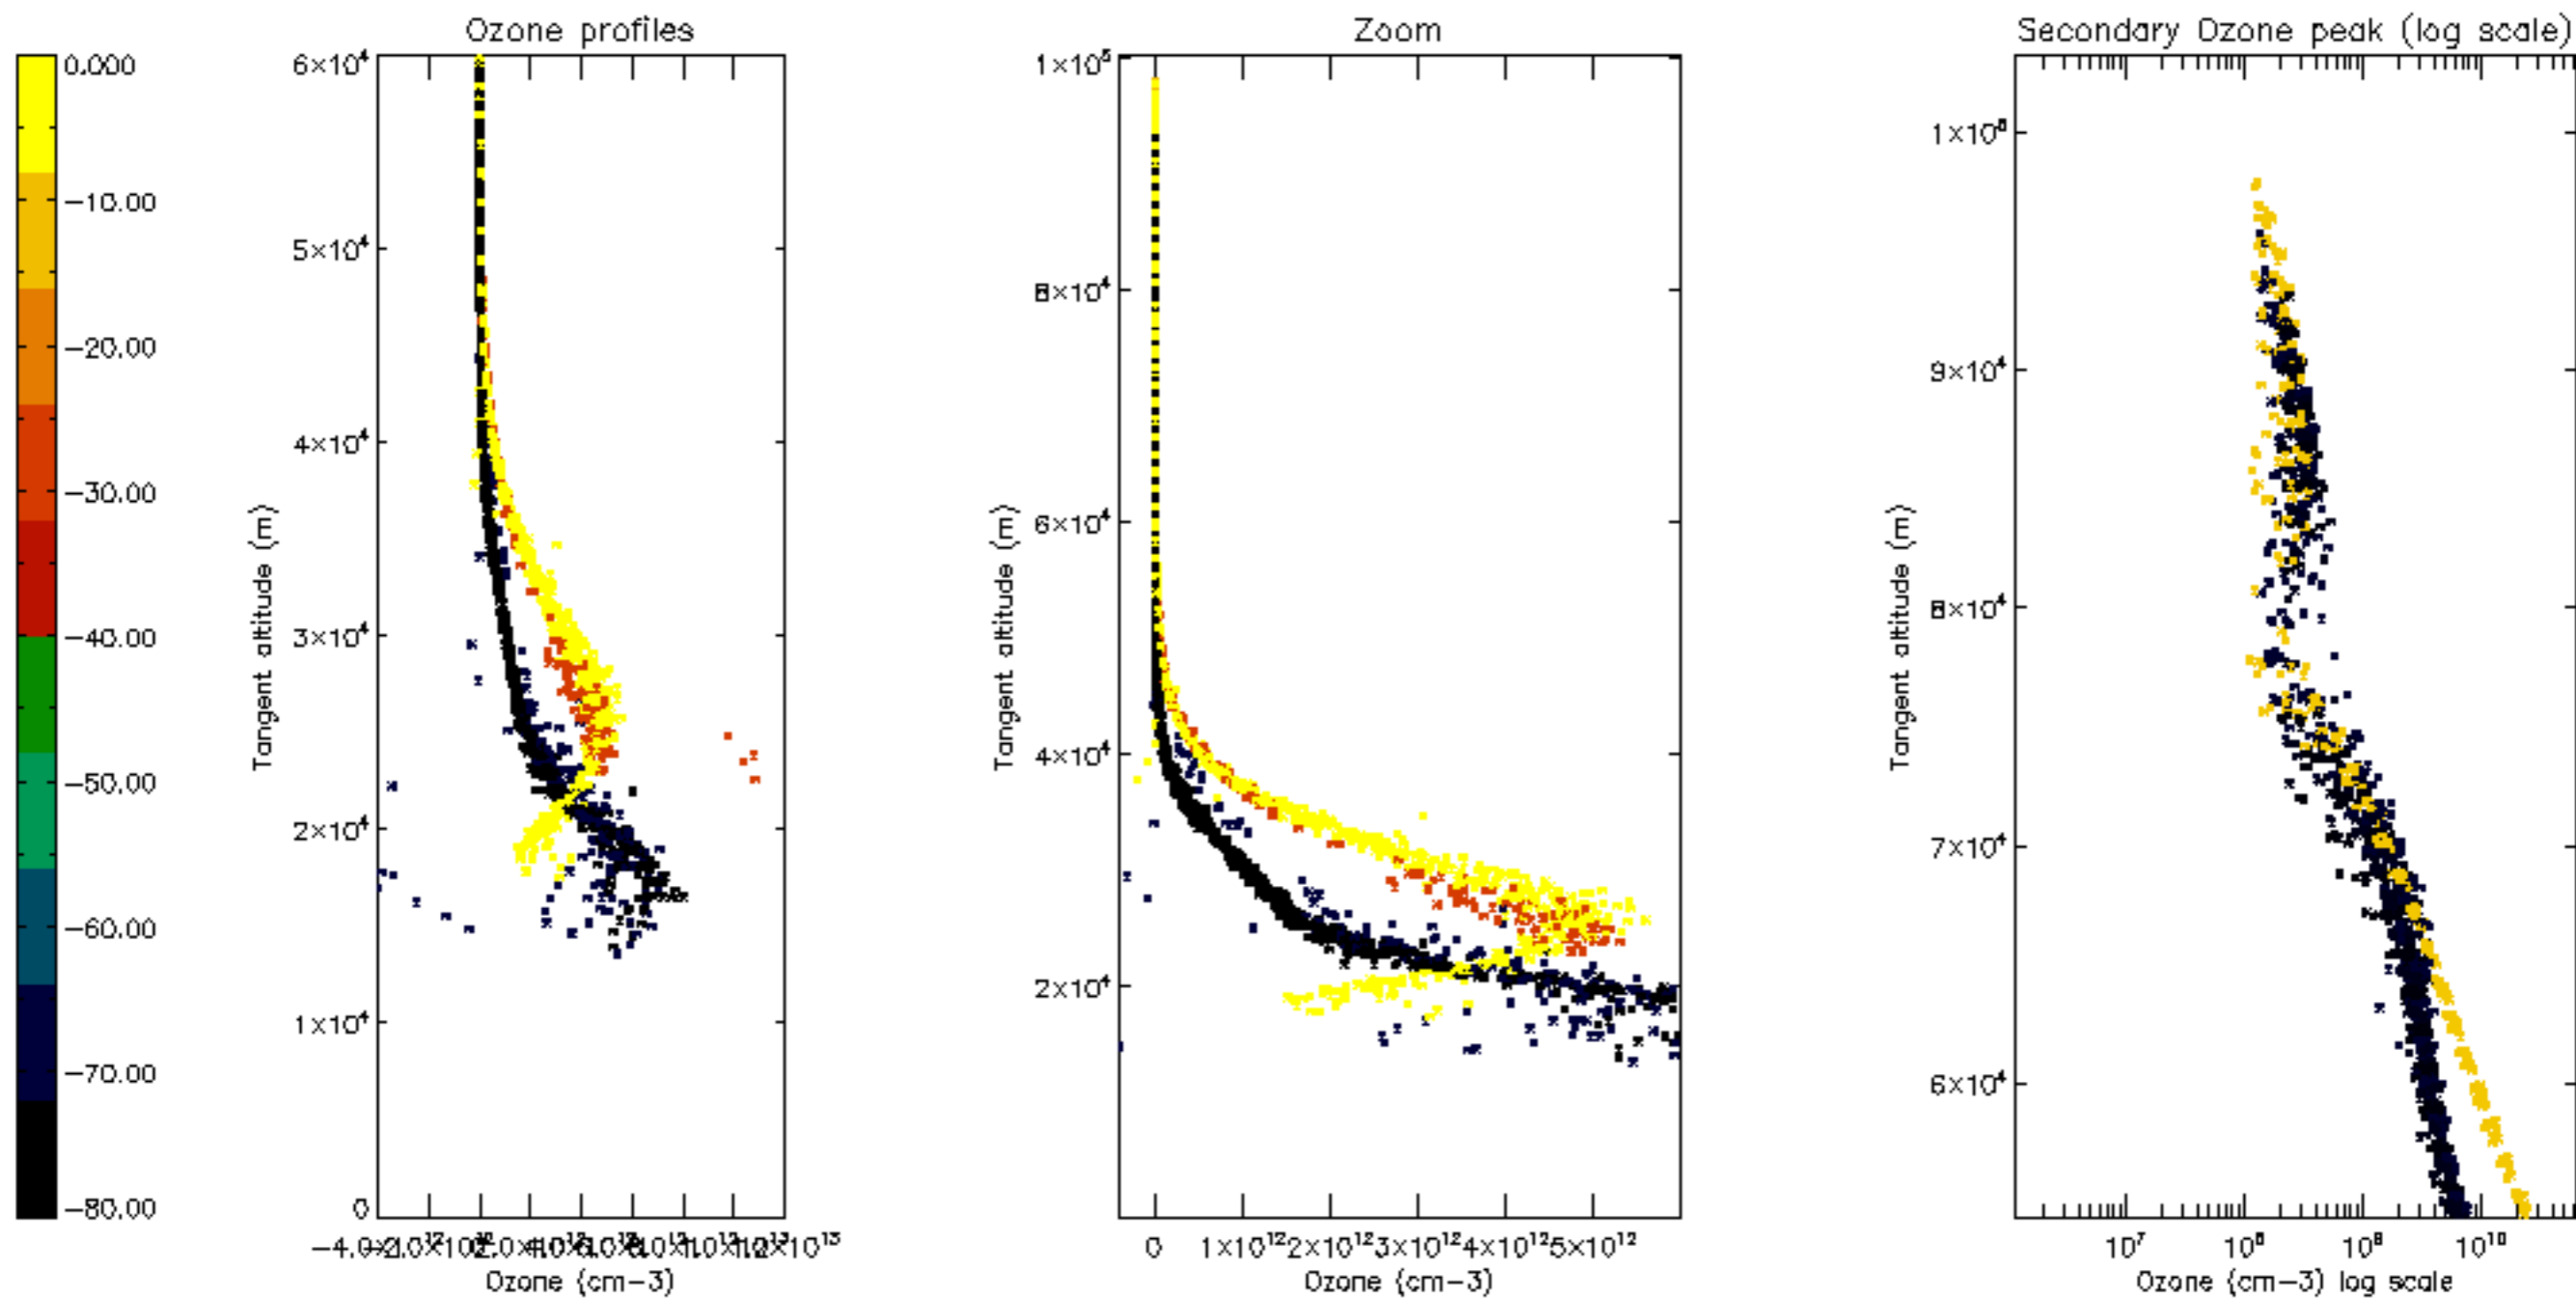 Ozone profiles
Zoom
Secondary Ozone peak (log scale)
0.000
−10.00
−20.00
−30.00
−40.00
−50.00
−60.00
−70.00
−80.00
6×10⁴
5×10⁴
4×10⁴
3×10⁴
2×10⁴
1×10⁴
0
Tangent altitude (m)
Ozone (cm−3)
1×10⁵
8×10⁴
6×10⁴
4×10⁴
2×10⁴
Tangent altitude (m)
0 1×10¹² 2×10¹² 3×10¹² 4×10¹² 5×10¹²
Ozone (cm−3)
9×10⁴
8×10⁴
7×10⁴
6×10⁴
Tangent altitude (m)
10⁷ 10⁸ 10⁹ 10¹⁰
Ozone (cm−3) log scale